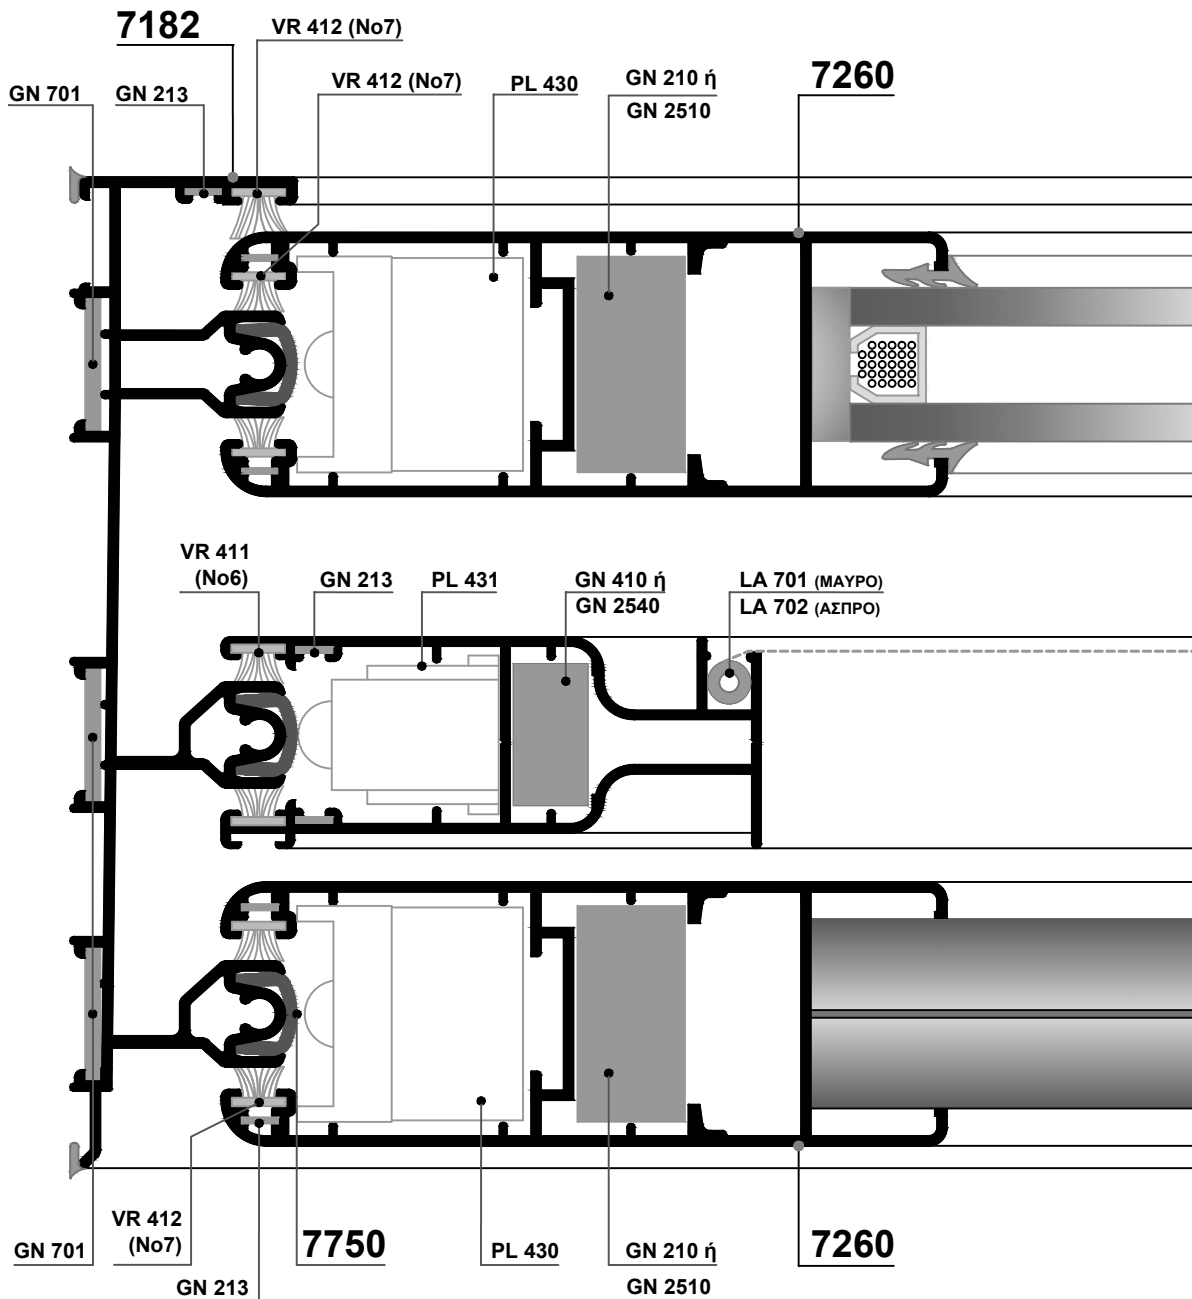 7182
VR 412 (No7)
GN 701
GN 213
VR 412 (No7)
PL 430
GN 210 ή
GN 2510
7260
VR 411
(No6)
GN 213
PL 431
GN 410 ή
GN 2540
LA 701 (ΜΑΥΡΟ)
LA 702 (ΑΣΠΡΟ)
GN 701
VR 412
(No7)
GN 213
7750
PL 430
GN 210 ή
GN 2510
7260